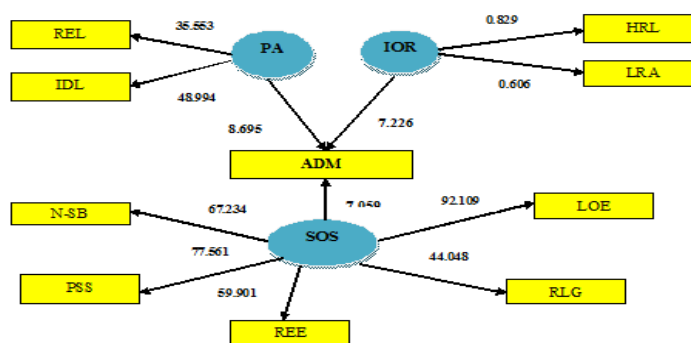 REL
35.553
PA
IOR
0.829
HRL
IDL
48.994
0.606
LRA
8.695
7.226
ADM
N-SB
67.234
7.059
92.109
LOE
SOS
77.561
44.048
PSS
59.901
RLG
REE